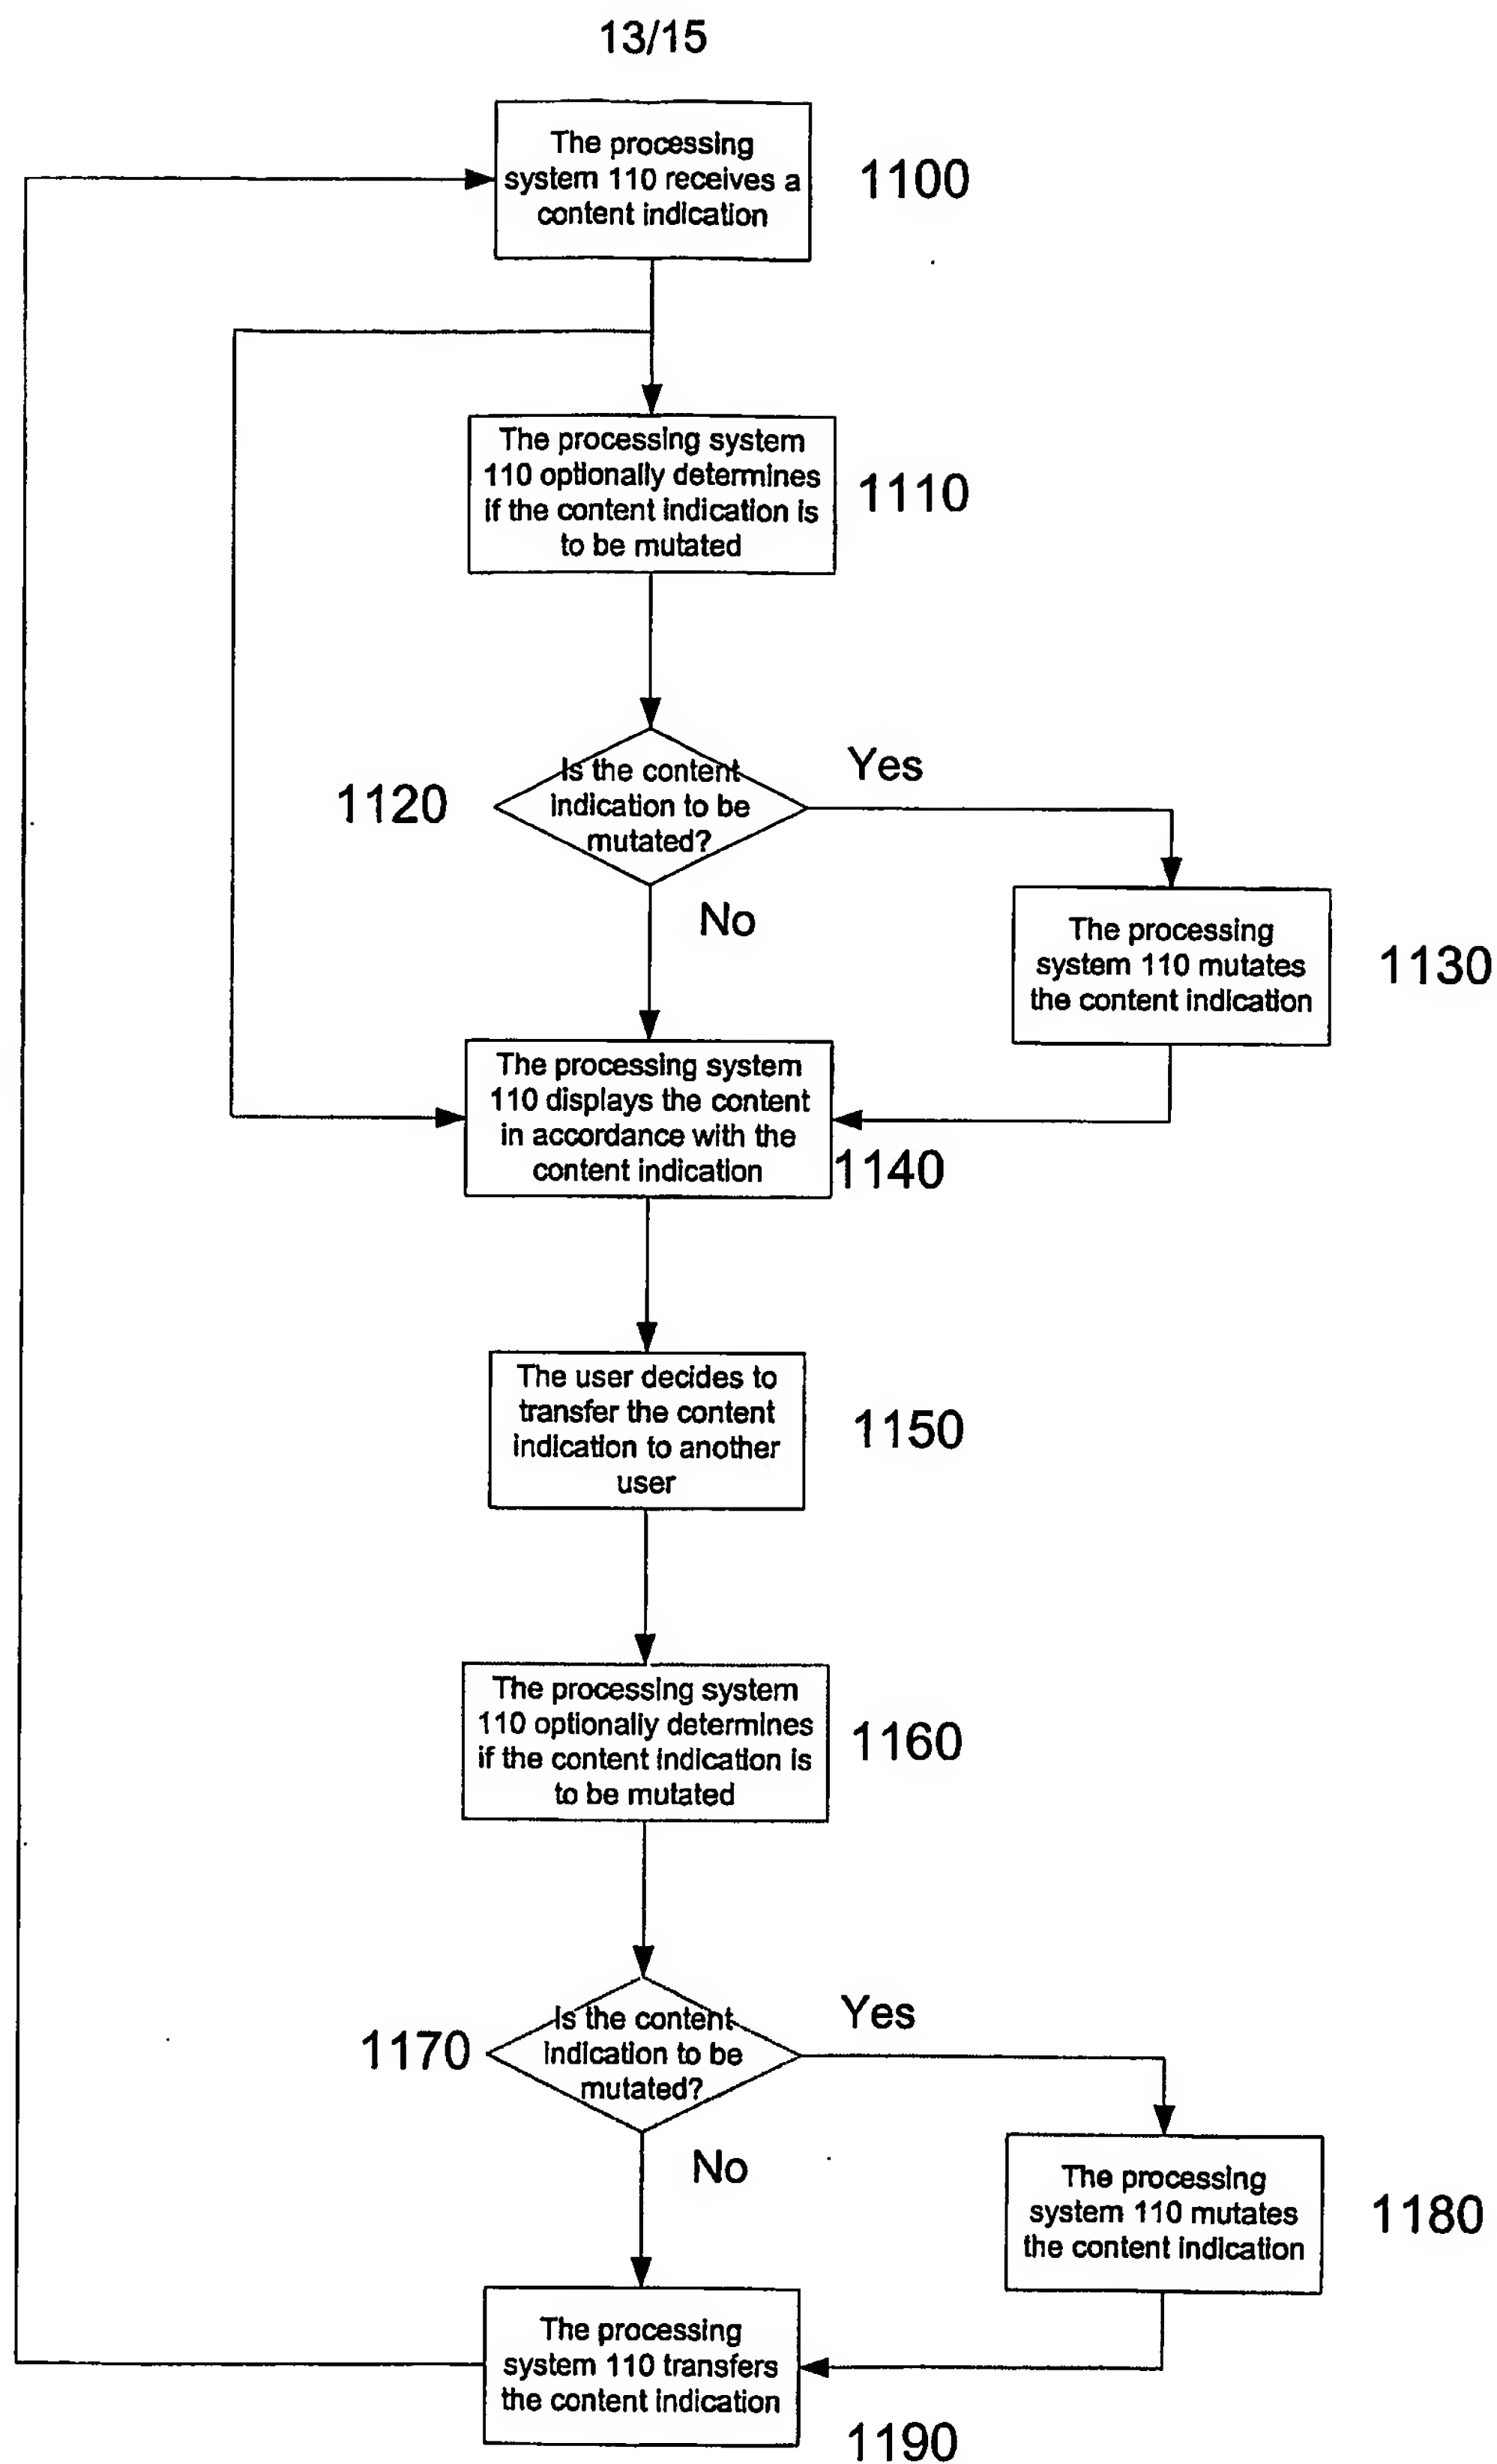 13/15
The processing
system 110 receives a
content indication
1100
The processing system
110 optionally determines
if the content indication is
to be mutated
1110
Is the content
indication to be
mutated?
1120
Yes
No
The processing
system 110 mutates
the content indication
1130
The processing system
110 displays the content
in accordance with the
content indication
1140
The user decides to
transfer the content
indication to another
user
1150
The processing system
110 optionally determines
if the content indication is
to be mutated
1160
Is the content
indication to be
mutated?
1170
Yes
No
The processing
system 110 mutates
the content indication
1180
The processing
system 110 transfers
the content indication
1190